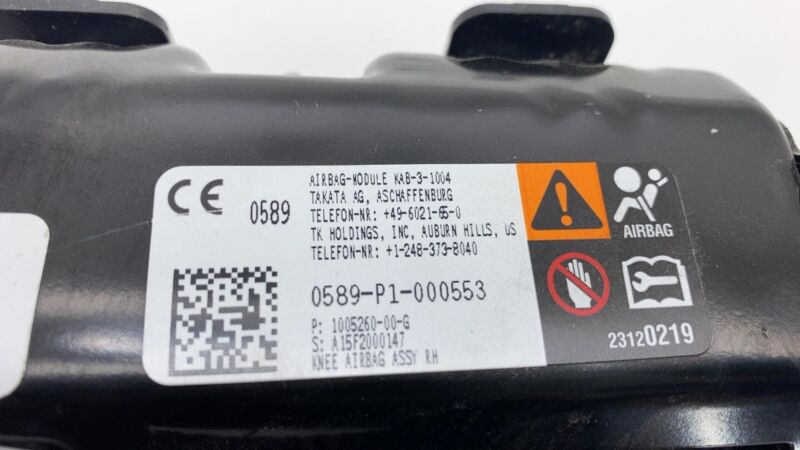 CE 0589
AIRBAG-MODULE KAB-3-1004
TAKATA AG, ASCHAFFENBURG
TELEFON-NR: +49-6021-65-0
TK HOLDINGS, INC, AUBURN HILLS, US
TELEFON-NR: +1-248-373-8040
0589-P1-000553
P: 1005260-00-G
S: A15F2000147
KNEE AIRBAG ASSY RH
AIRBAG
23120219